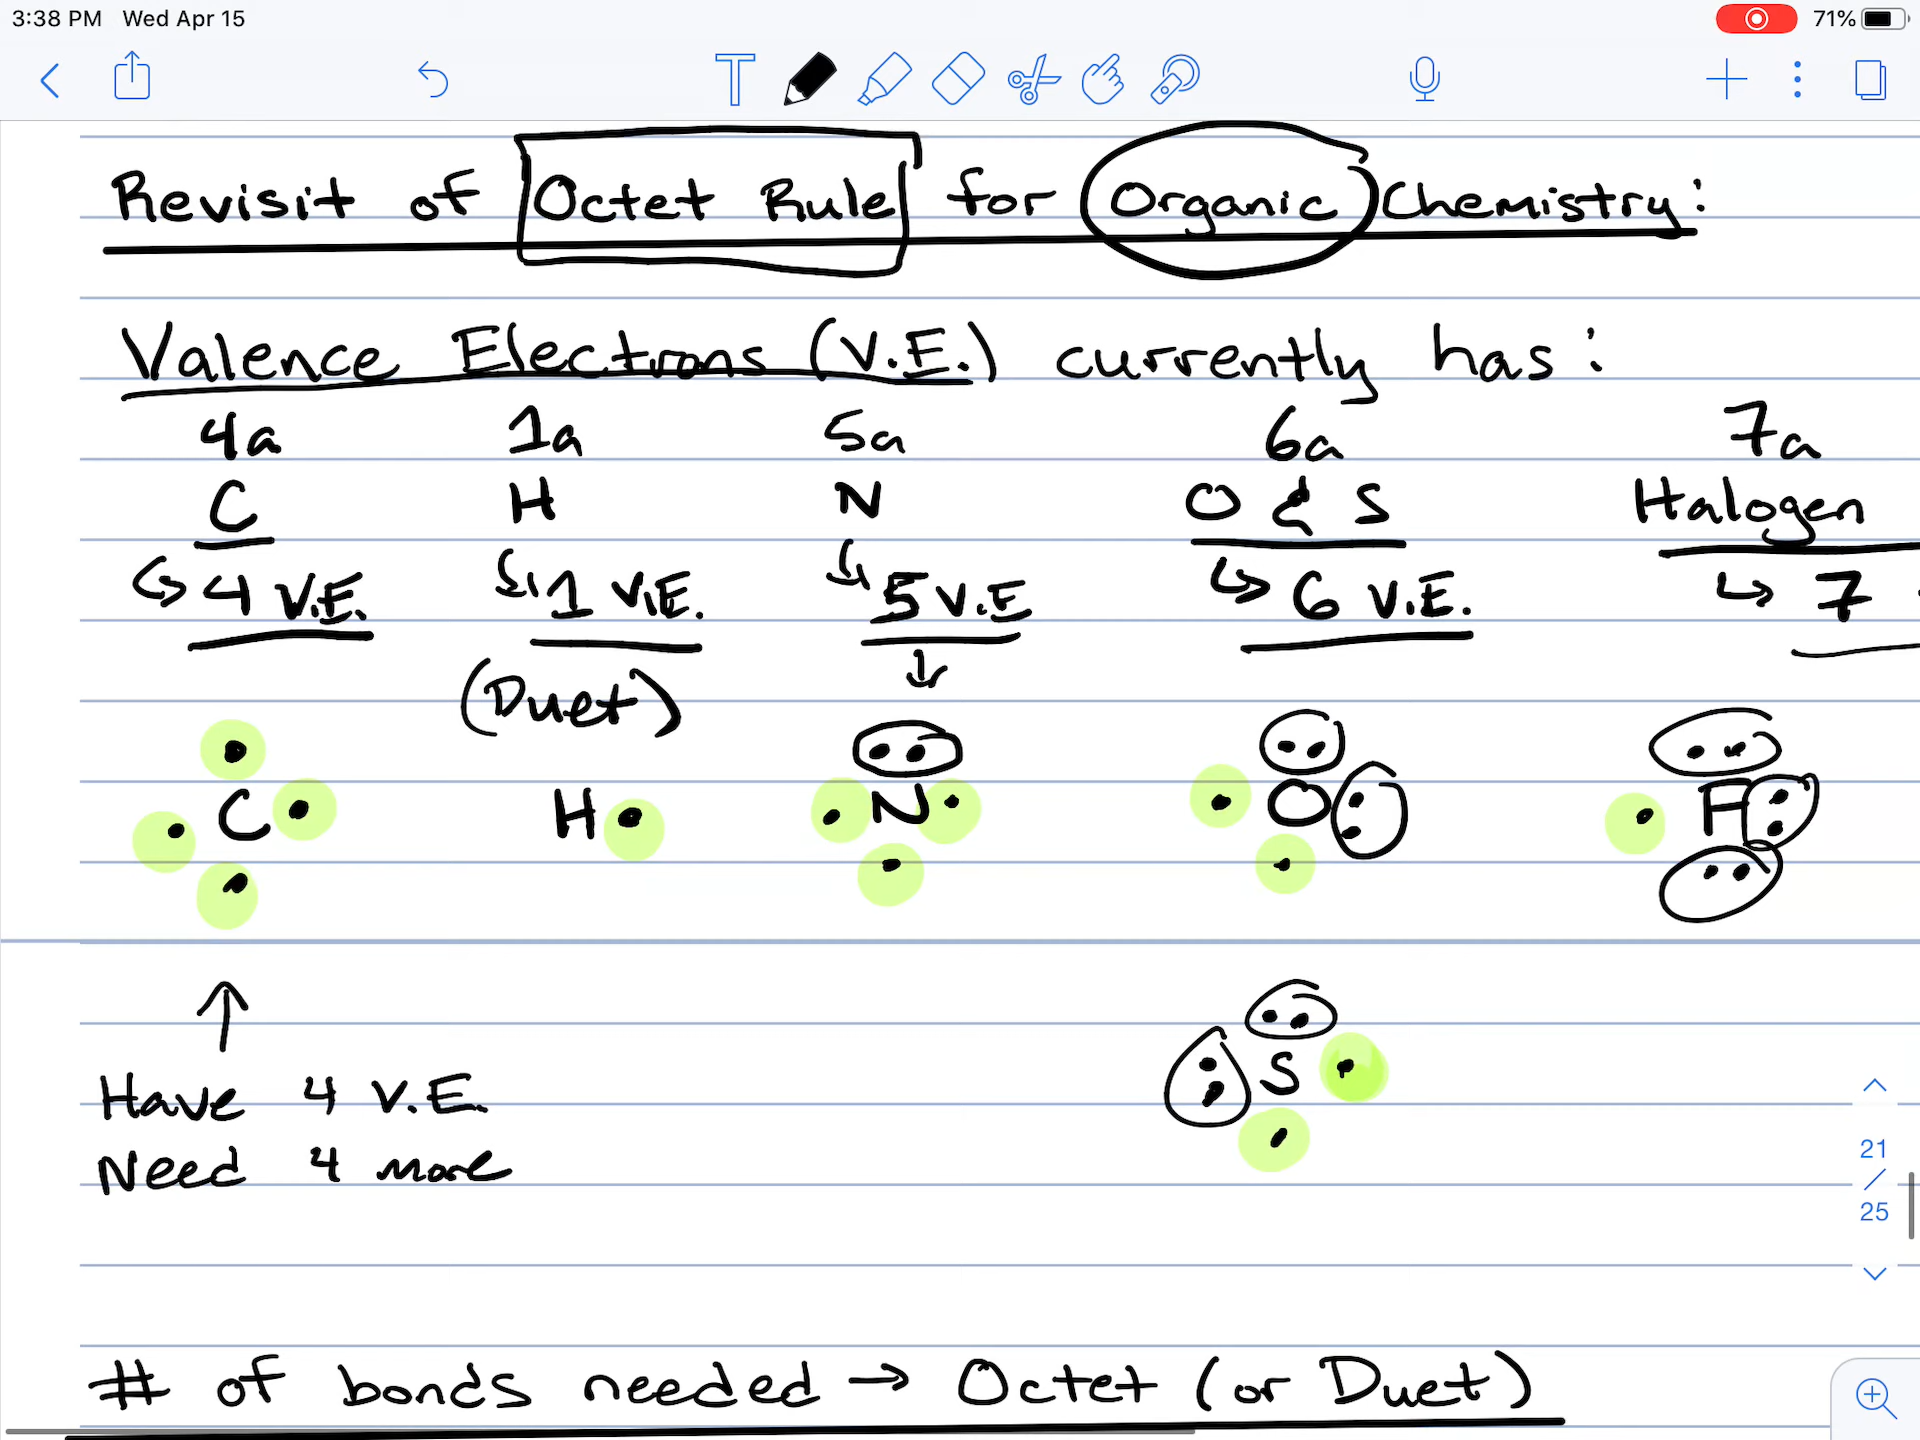 3:38 PM Wed Apr 15 71%
T
Revisit of Octet Rule for Organic Chemistry:
Valence Electrons (V.E.) currently has:
4a 1a 5a 6a 7a
C H N O & S Halogen
↳ 4 V.E. ↳ 1 V.E. ↳ 5 V.E ↳ 6 V.E. ↳ 7
(Duet)
C H N O F
S
Have 4 V.E.
Need 4 more
21
/
25
# of bonds needed → Octet (or Duet)